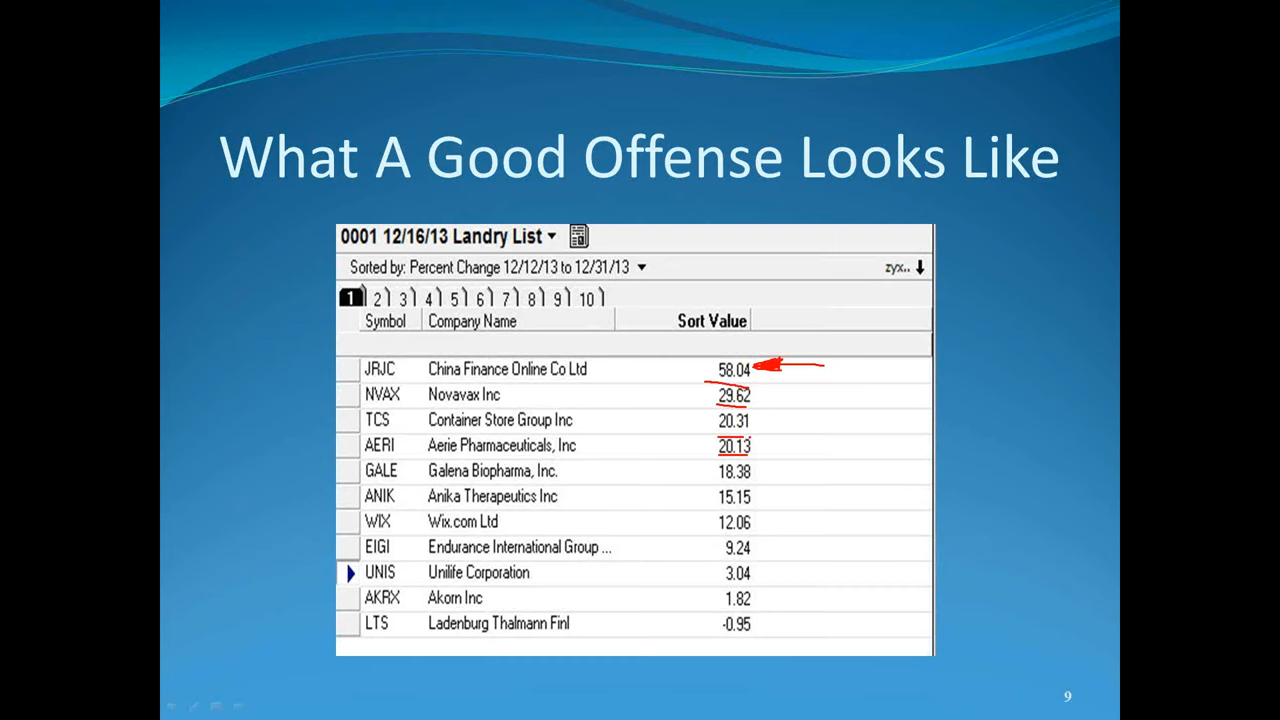 What A Good Offense Looks Like
0001 12/16/13 Landry List
Sorted by: Percent Change 12/12/13 to 12/31/13 zyx..
1 2 3 4 5 6 7 8 9 10
Symbol Company Name Sort Value
JRJC China Finance Online Co Ltd 58.04
NVAX Novavax Inc 29.62
TCS Container Store Group Inc 20.31
AERI Aerie Pharmaceuticals, Inc 20.13
GALE Galena Biopharma, Inc. 18.38
ANIK Anika Therapeutics Inc 15.15
WIX Wix.com Ltd 12.06
EIGI Endurance International Group ... 9.24
UNIS Unilife Corporation 3.04
AKRX Akorn Inc 1.82
LTS Ladenburg Thalmann Finl -0.95
9